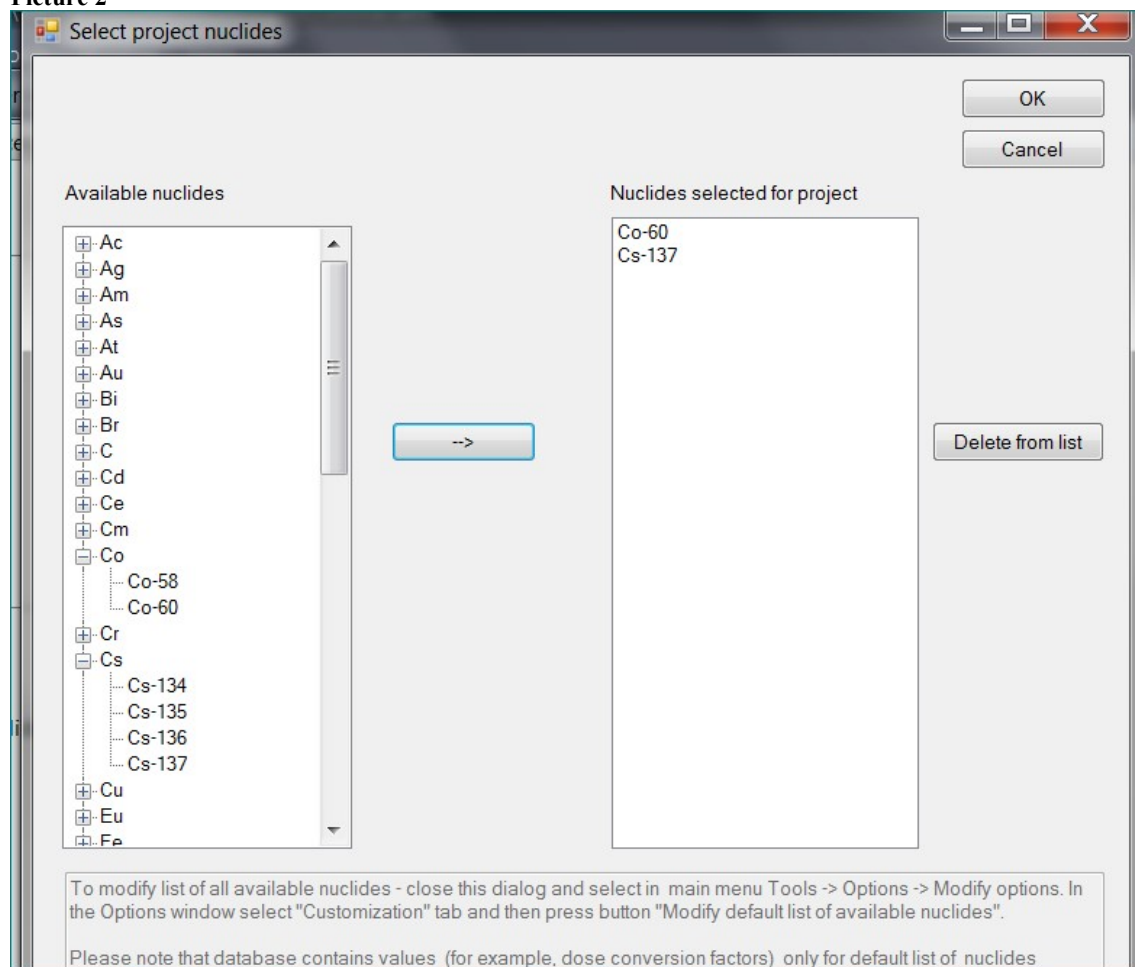 Picture 2
Select project nuclides
OK
Cancel
Available nuclides
Nuclides selected for project
Ac
Ag
Am
As
At
Au
Bi
Br
C
Cd
Ce
Cm
Co
Co-58
Co-60
Cr
Cs
Cs-134
Cs-135
Cs-136
Cs-137
Cu
Eu
Fe
-->
Co-60
Cs-137
Delete from list
To modify list of all available nuclides - close this dialog and select in main menu Tools -> Options -> Modify options. In
the Options window select "Customization" tab and then press button "Modify default list of available nuclides".
Please note that database contains values (for example, dose conversion factors) only for default list of nuclides